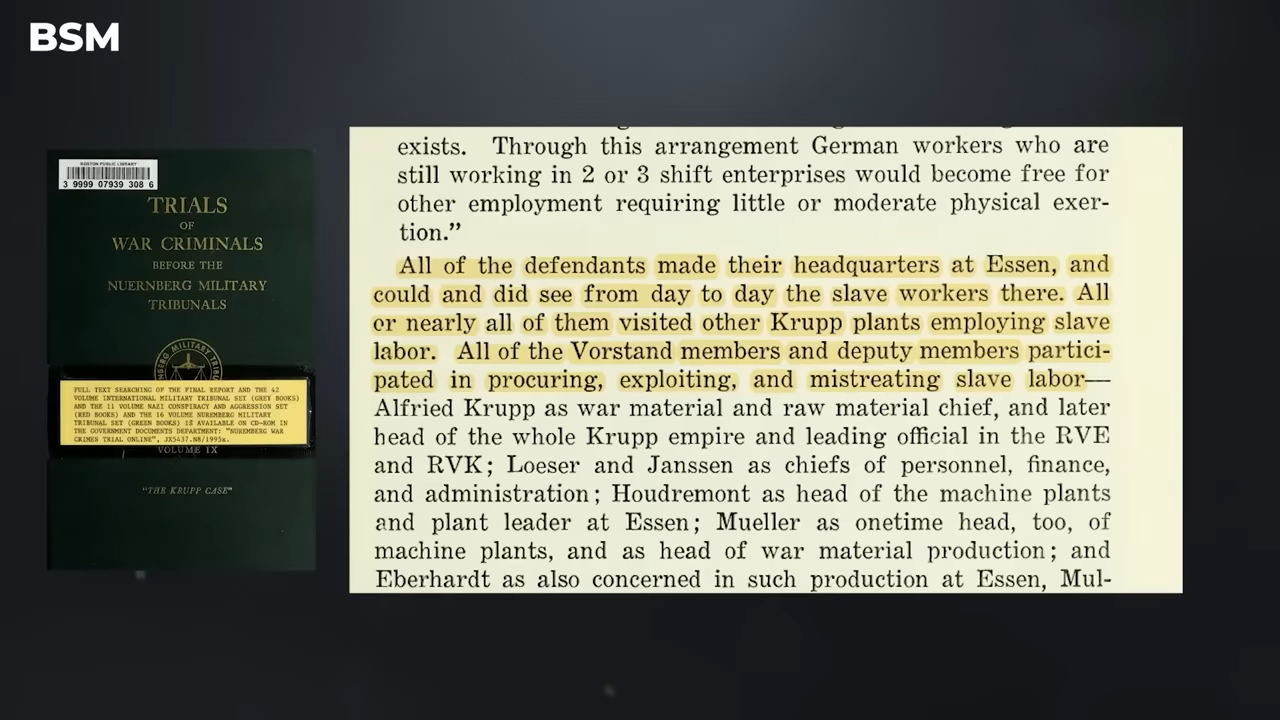 BSM
BOSTON PUBLIC LIBRARY
3 9999 07939 308 6
TRIALS
OF
WAR CRIMINALS
BEFORE THE
NUERNBERG MILITARY
TRIBUNALS
BERG MILITARY TR
FULL TEXT SEARCHING OF THE FINAL REPORT AND THE 42
VOLUME INTERNATIONAL MILITARY TRIBUNAL SET (GREY BOOKS)
AND THE 11 VOLUME NAZI CONSPIRACY AND AGGRESSION SET
(RED BOOKS) AND THE 16 VOLUME NUREMBERG MILITARY
TRIBUNAL SET (GREEN BOOKS) IS AVAILABLE ON CD-ROM IN
THE GOVERNMENT DOCUMENTS DEPARTMENT: "NUREMBERG WAR
CRIMES TRIAL ONLINE", JX5437.N8/1995x.
VOLUME IX
"THE KRUPP CASE"
exists. Through this arrangement German workers who are
still working in 2 or 3 shift enterprises would become free for
other employment requiring little or moderate physical exer-
tion."
All of the defendants made their headquarters at Essen, and
could and did see from day to day the slave workers there. All
or nearly all of them visited other Krupp plants employing slave
labor. All of the Vorstand members and deputy members partici-
pated in procuring, exploiting, and mistreating slave labor—
Alfried Krupp as war material and raw material chief, and later
head of the whole Krupp empire and leading official in the RVE
and RVK; Loeser and Janssen as chiefs of personnel, finance,
and administration; Houdremont as head of the machine plants
and plant leader at Essen; Mueller as onetime head, too, of
machine plants, and as head of war material production; and
Eberhardt as also concerned in such production at Essen, Mul-